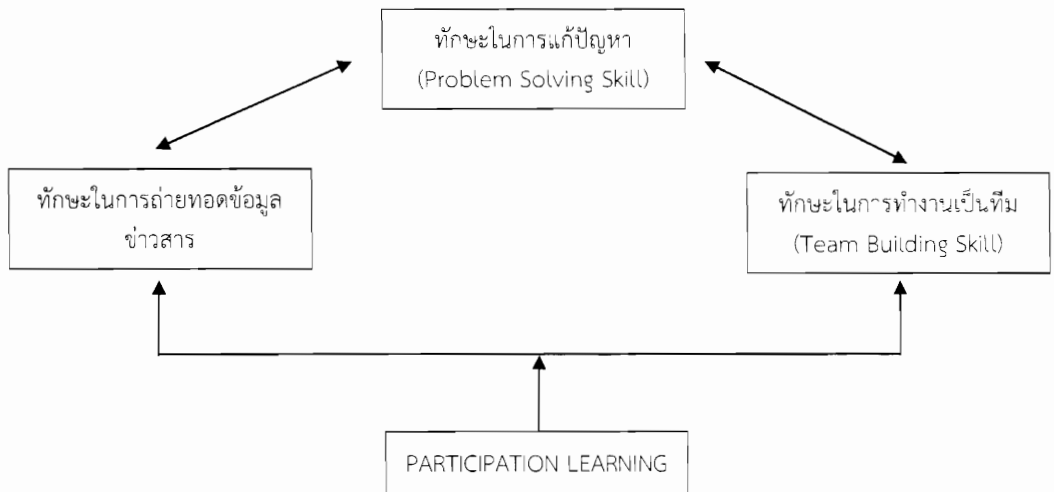 ทักษะในการแก้ปัญหา
(Problem Solving Skill)
ทักษะในการถ่ายทอดข้อมูล
ข่าวสาร
ทักษะในการทำงานเป็นทีม
(Team Building Skill)
PARTICIPATION LEARNING